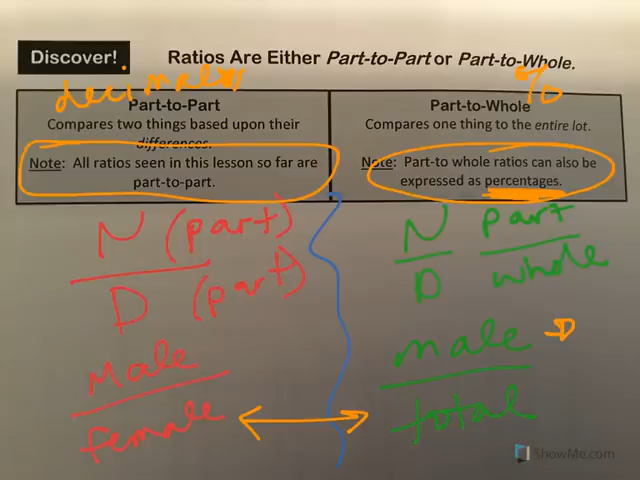 Discover! Ratios Are Either Part-to-Part or Part-to-Whole.
decimals %
Part-to-Part
Compares two things based upon their
differences.
Note: All ratios seen in this lesson so far are
part-to-part.
Part-to-Whole
Compares one thing to the entire lot.
Note: Part-to whole ratios can also be
expressed as percentages.
N (part)
D (part)
Male
female
N part
D whole
male
total
ShowMe.com